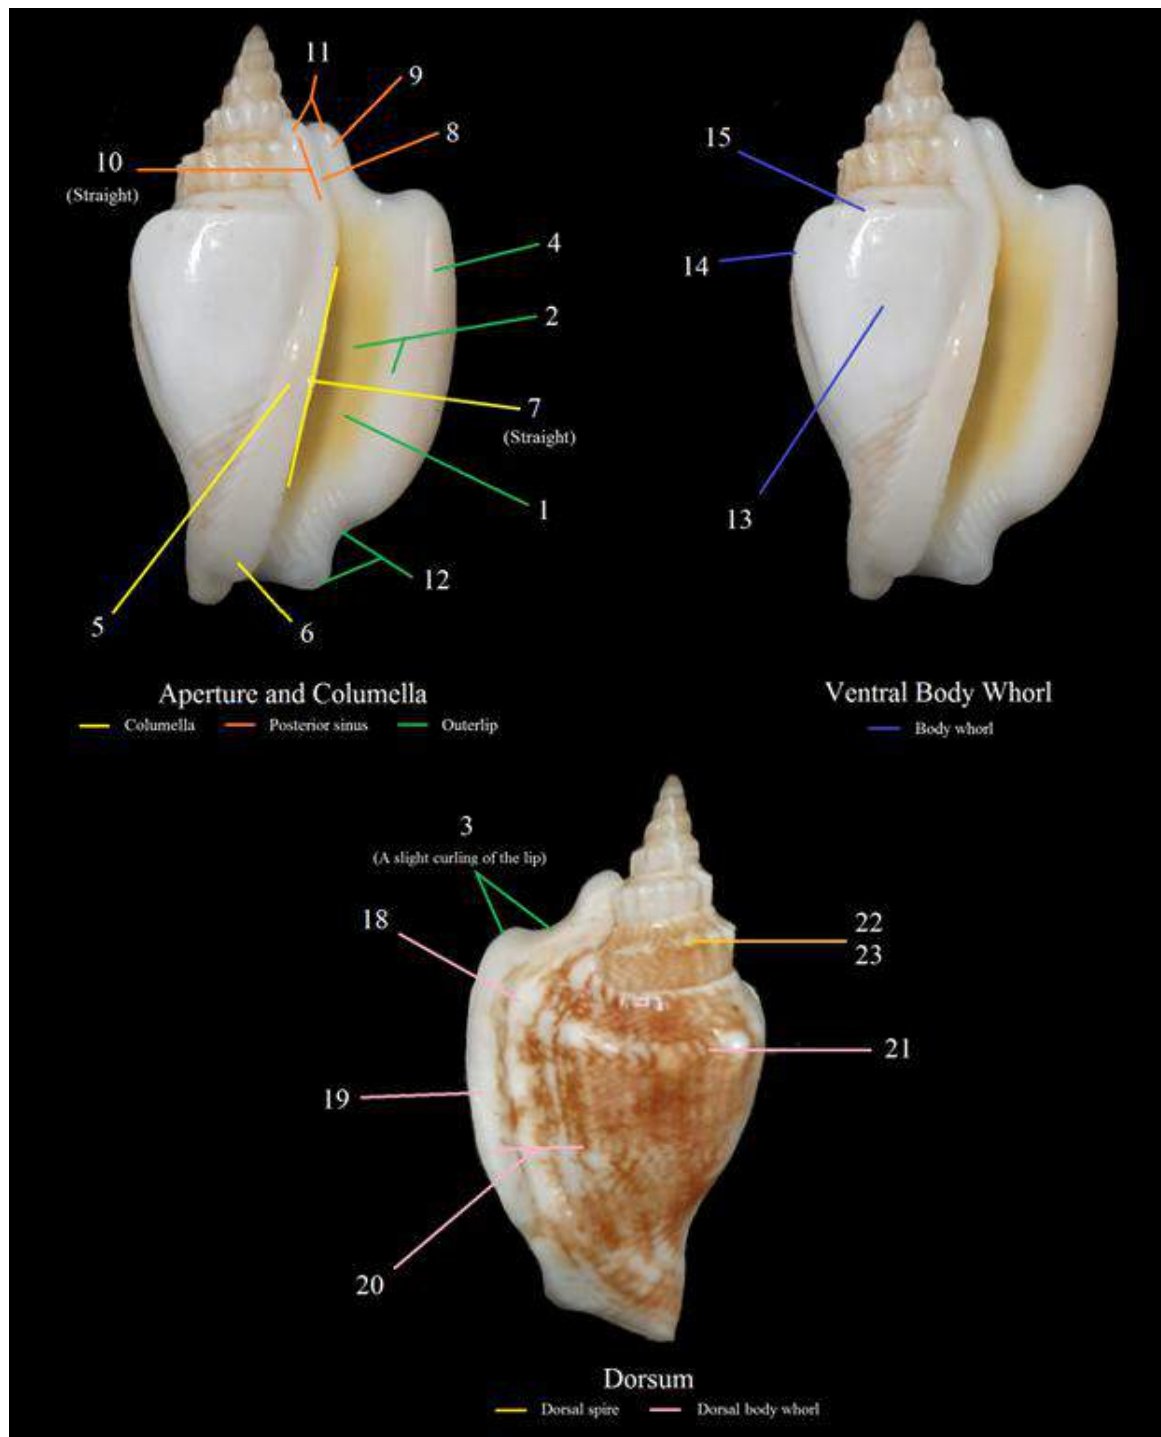 11
9
8
10
(Straight)
4
2
7
(Straight)
1
12
5
6
15
14
13
Aperture and Columella
Columella Posterior sinus Outerlip
Ventral Body Whorl
Body whorl
3
(A slight curling of the lip)
18
22
23
21
19
20
Dorsum
Dorsal spire Dorsal body whorl